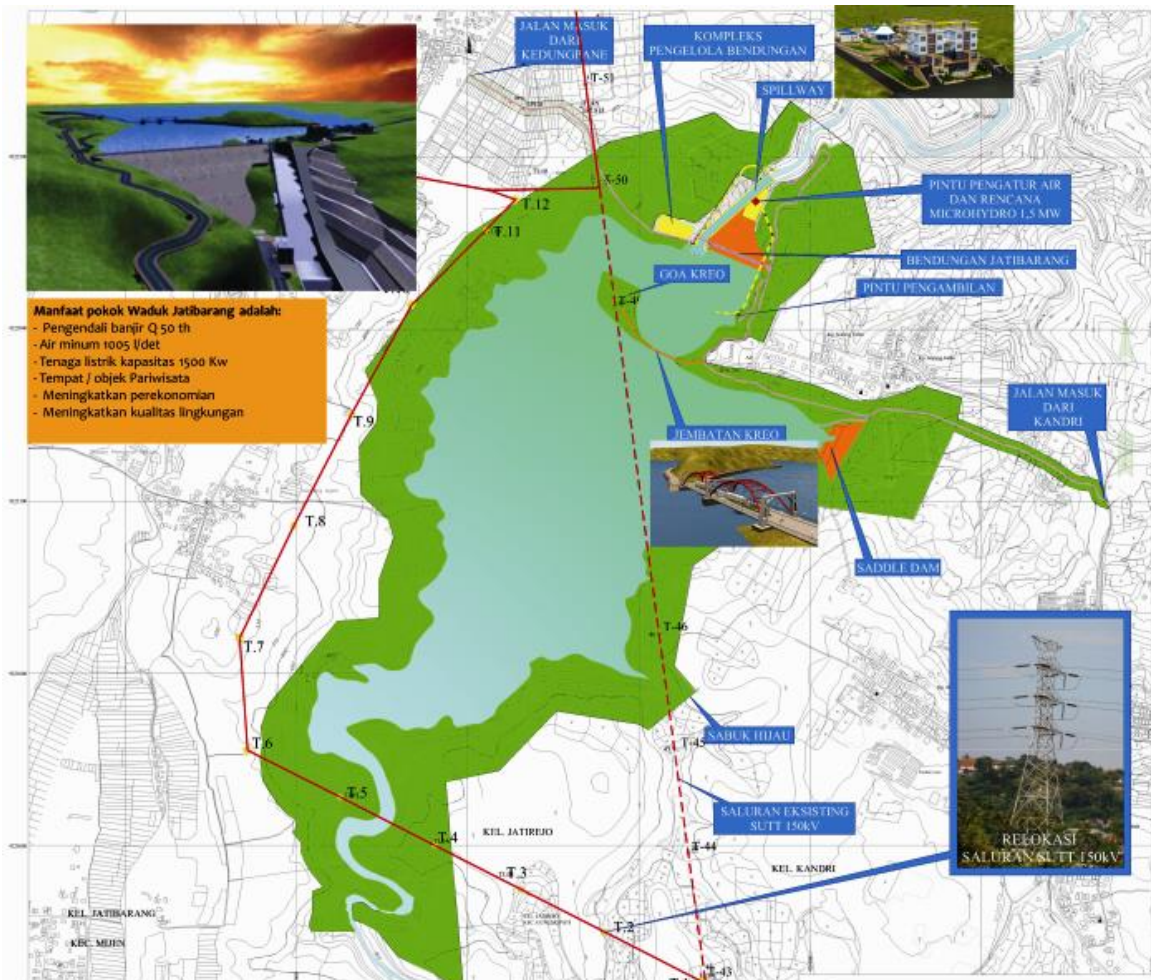 JALAN MASUK
DARI
KEDUNGPANE
KOMPLEKS
PENGELOLA BENDUNGAN
SPILLWAY
T-51
T-50
T.12
T.11
PINTU PENGATUR AIR
DAN RENCANA
MICROHYDRO 1,5 MW
BENDUNGAN JATIBARANG
GOA KREO
PINTU PENGAMBILAN
Manfaat pokok Waduk Jatibarang adalah:
- Pengendali banjir Q 50 th
- Air minum 1005 l/det
- Tenaga listrik kapasitas 1500 Kw
- Tempat / objek Pariwisata
- Meningkatkan perekonomian
- Meningkatkan kualitas lingkungan
T.9
JALAN MASUK
DARI
KANDRI
JEMBATAN KREO
T.8
SADDLE DAM
T-46
T.7
SABUK HIJAU
T-45
T.6
T.5
SALURAN EKSISTING
SUTT 150kV
T.4
KEL. JATIREJO
T-44
RELOKASI
SALURAN SUTT 150kV
T.3
KEL. KANDRI
KEL. JATIBARANG
KEC. MIJEN
T.2
T-43